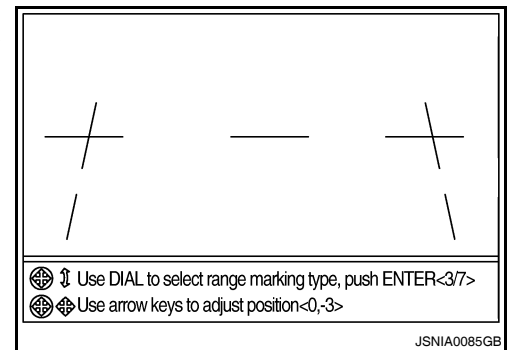 Use DIAL to select range marking type, push ENTER<3/7>
Use arrow keys to adjust position<0,-3>
JSNIA0085GB